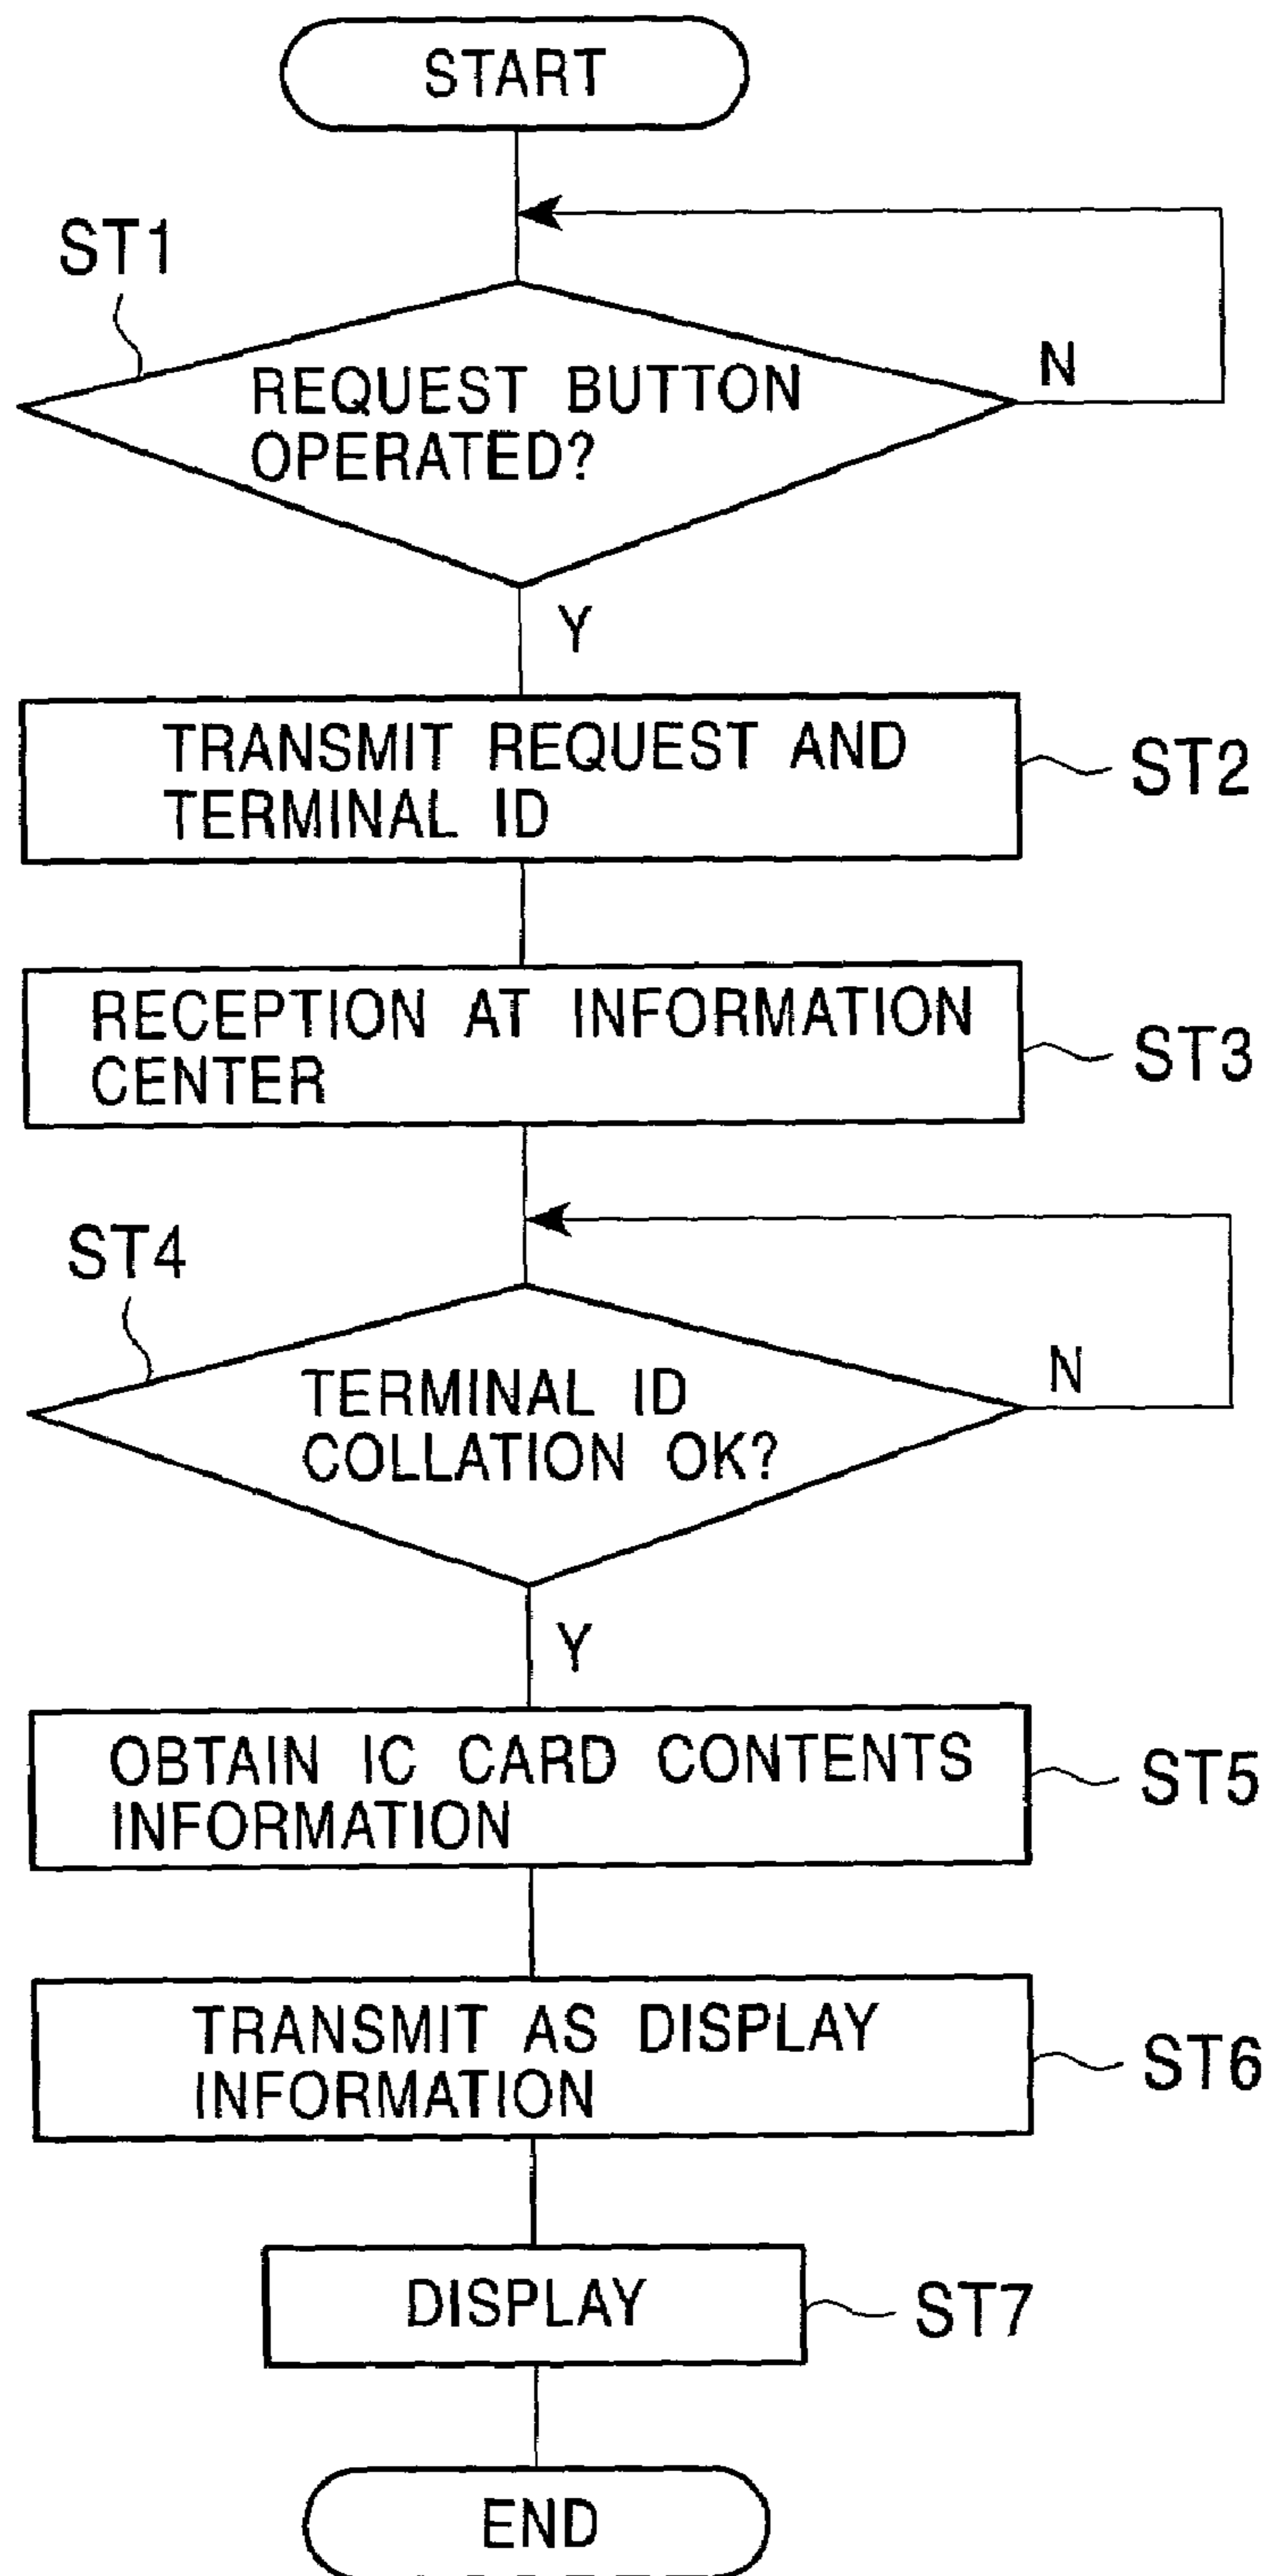 START
ST1
REQUEST BUTTON
OPERATED?
N
Y
TRANSMIT REQUEST AND
TERMINAL ID
ST2
RECEPTION AT INFORMATION
CENTER
ST3
ST4
TERMINAL ID
COLLATION OK?
N
Y
OBTAIN IC CARD CONTENTS
INFORMATION
ST5
TRANSMIT AS DISPLAY
INFORMATION
ST6
DISPLAY
ST7
END